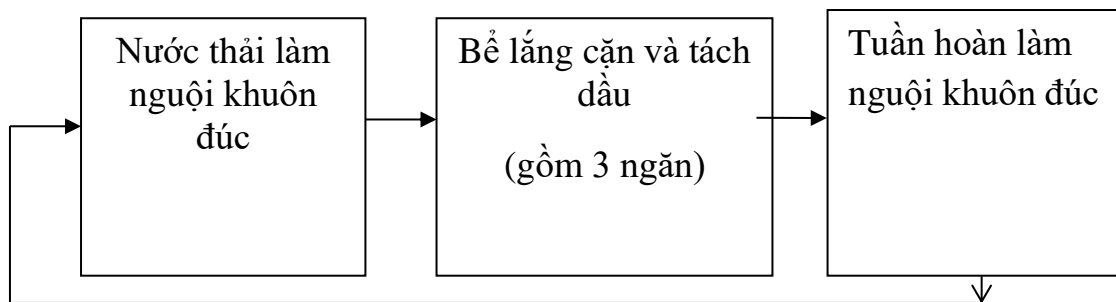 Nước thải làm
nguội khuôn
đúc
Bể lắng cặn và tách
dầu
(gồm 3 ngăn)
Tuần hoàn làm
nguội khuôn đúc